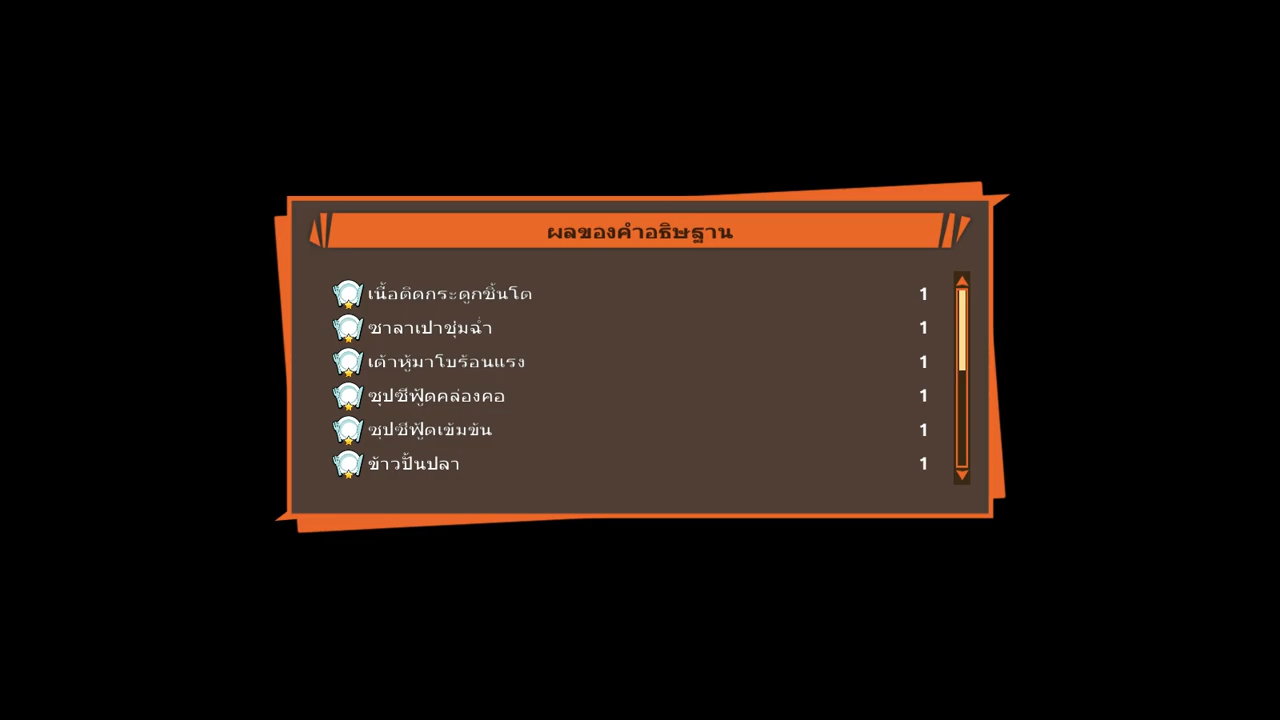 ผลของคำอธิษฐาน
เนื้อติดกระดูกชิ้นโต 1
ซาลาเปาชุ่มฉ่ำ 1
เต้าหู้มาโบร้อนแรง 1
ซุปซีฟู้ดคล่องคอ 1
ซุปซีฟู้ดเข้มข้น 1
ข้าวปั้นปลา 1